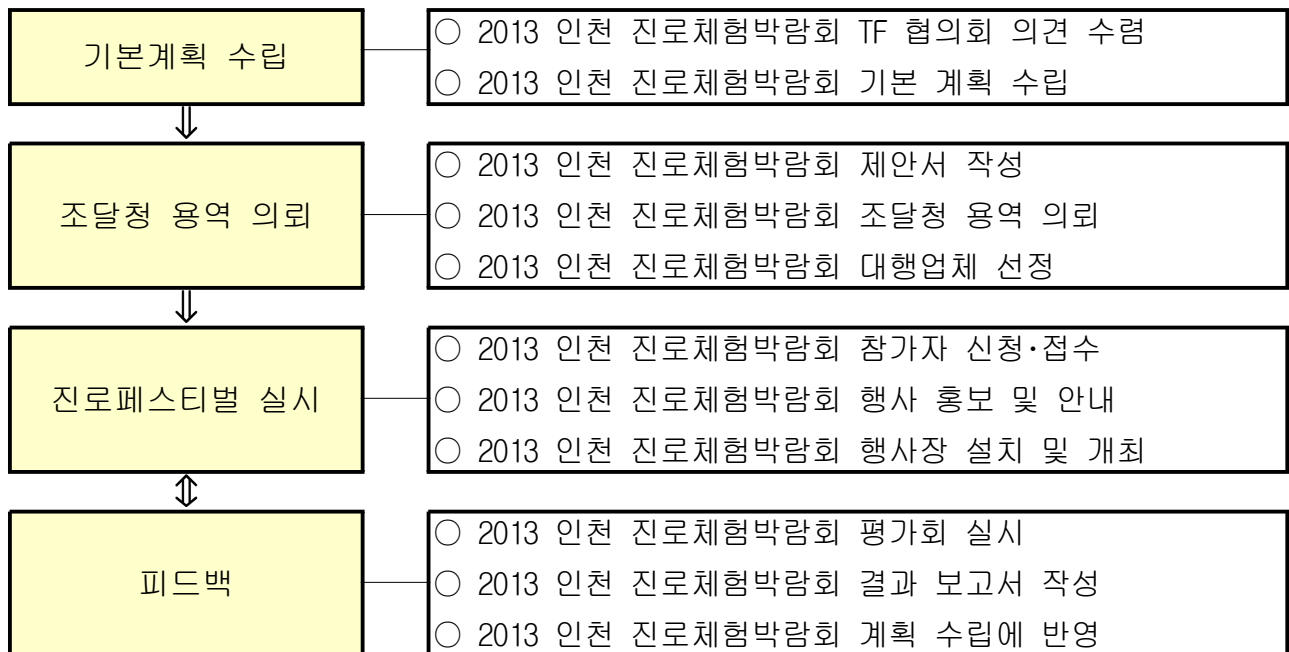 기본계획 수립
○ 2013 인천 진로체험박람회 TF 협의회 의견 수렴
○ 2013 인천 진로체험박람회 기본 계획 수립
⇓
조달청 용역 의뢰
○ 2013 인천 진로체험박람회 제안서 작성
○ 2013 인천 진로체험박람회 조달청 용역 의뢰
○ 2013 인천 진로체험박람회 대행업체 선정
⇓
진로페스티벌 실시
○ 2013 인천 진로체험박람회 참가자 신청·접수
○ 2013 인천 진로체험박람회 행사 홍보 및 안내
○ 2013 인천 진로체험박람회 행사장 설치 및 개최
⇕
피드백
○ 2013 인천 진로체험박람회 평가회 실시
○ 2013 인천 진로체험박람회 결과 보고서 작성
○ 2013 인천 진로체험박람회 계획 수립에 반영